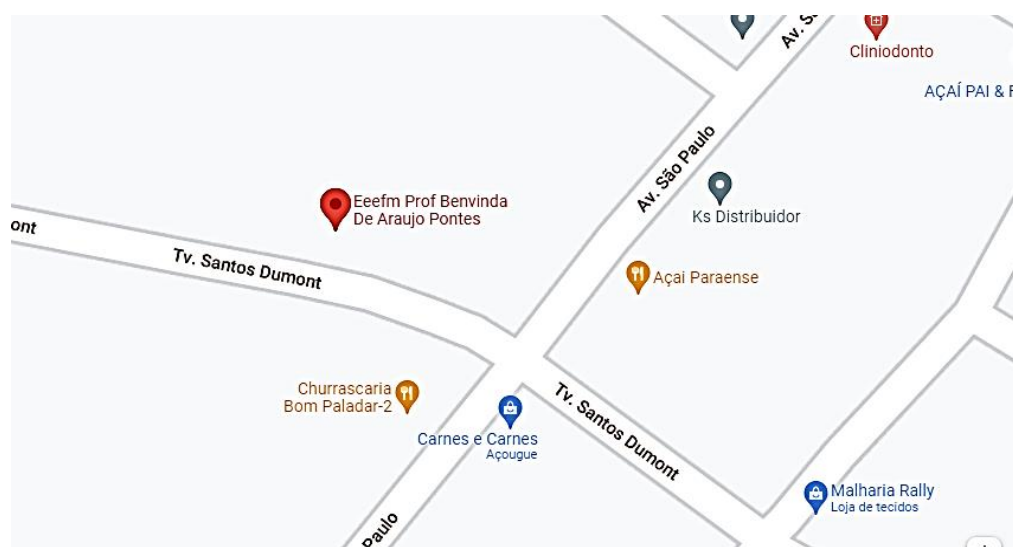 Av. Sã
Cliniodonto
AÇAÍ PAI & F
Av. São Paulo
Eeefm Prof Benvinda
De Araujo Pontes
Ks Distribuidor
ont
Tv. Santos Dumont
Açai Paraense
Churrascaria
Bom Paladar-2
Carnes e Carnes
Açougue
Tv. Santos Dumont
Malharia Rally
Loja de tecidos
Paulo